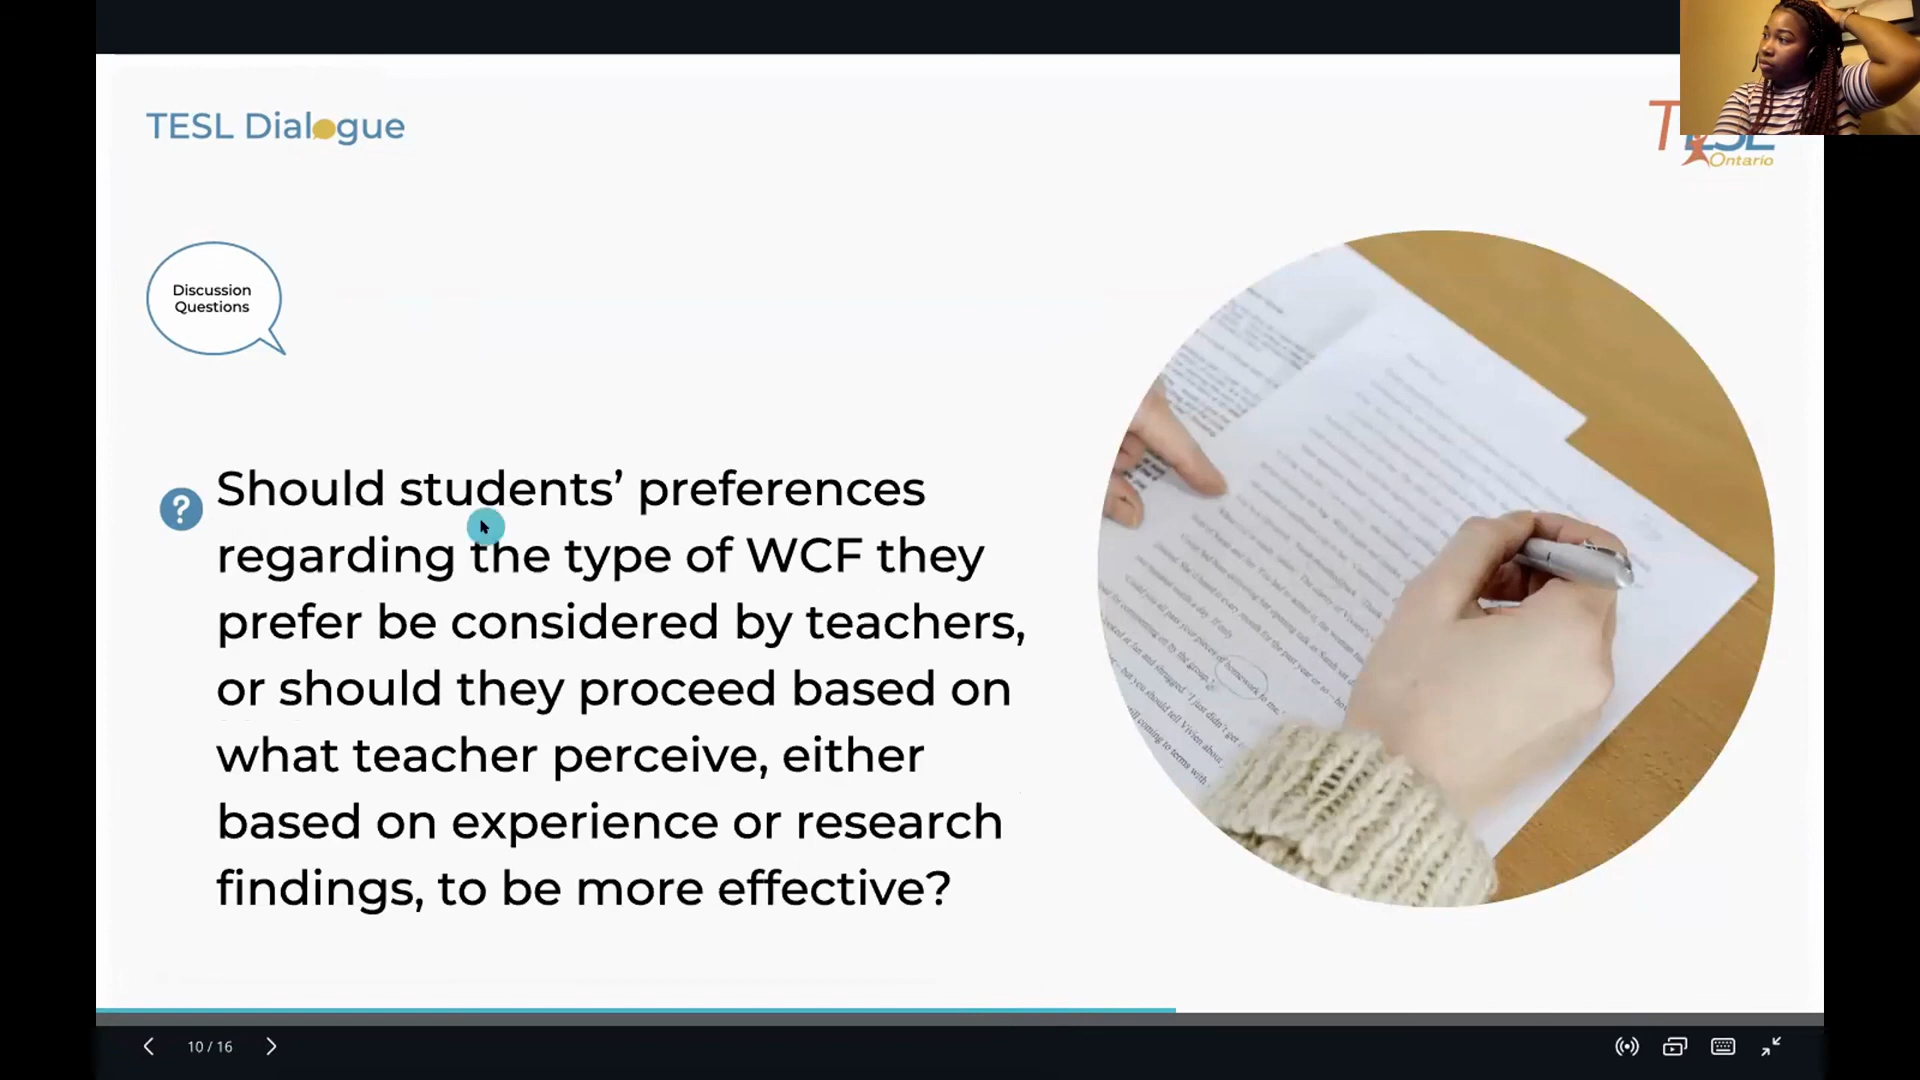 TESL Dialogue
Ontario
Discussion
Questions
?
Should students’ preferences
regarding the type of WCF they
prefer be considered by teachers,
or should they proceed based on
what teacher perceive, either
based on experience or research
findings, to be more effective?
10 / 16